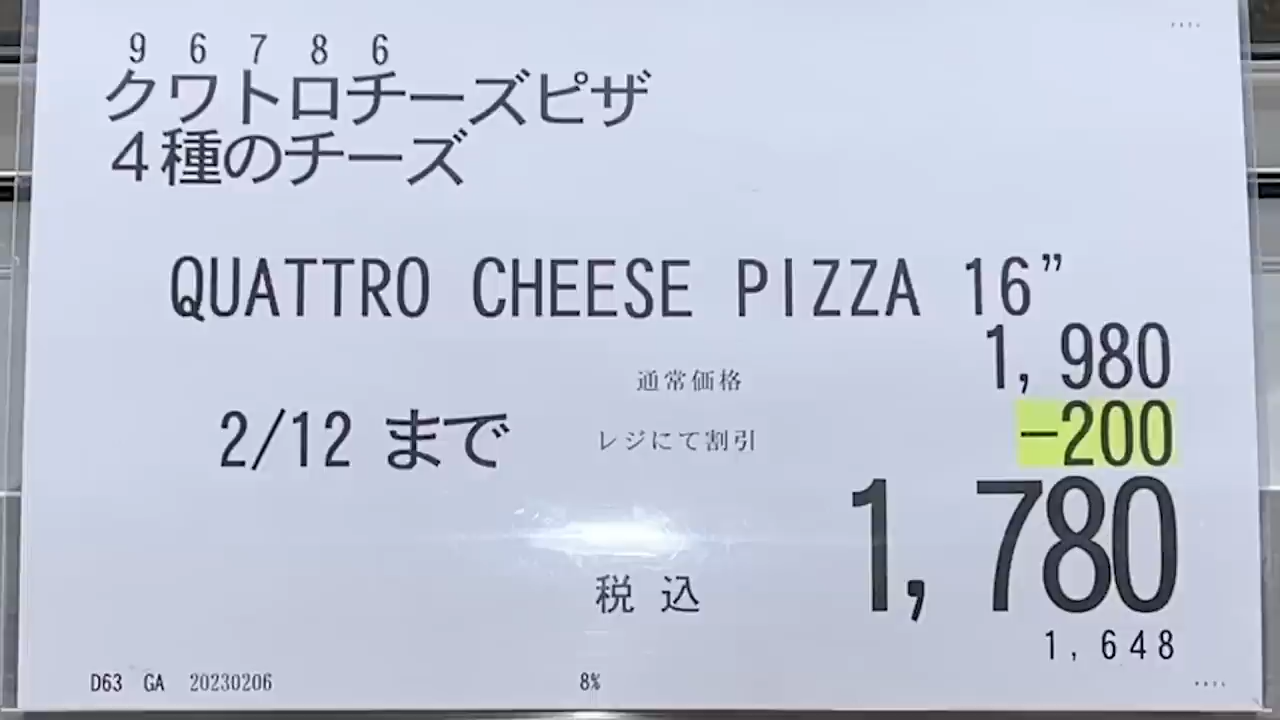 96786
クワトロチーズピザ
４種のチーズ
QUATTRO CHEESE PIZZA 16”
通常価格 1,980
2/12 まで レジにて割引 -200
税込 1,780
1,648
D63 GA 20230206 8%